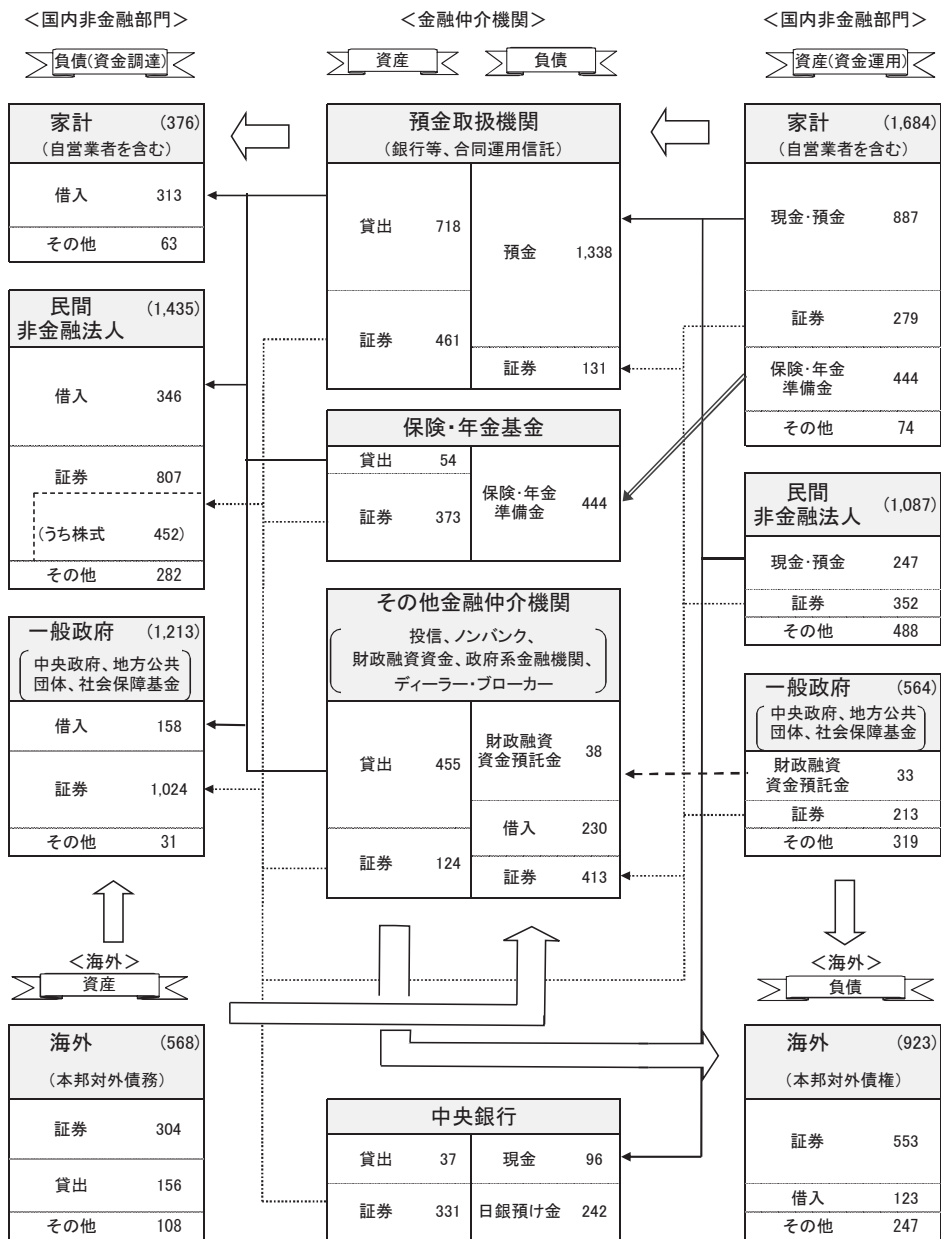 ＜国内非金融部門＞
負債(資金調達)
家計 (376)
(自営業者を含む)
借入 313
その他 63
民間
非金融法人 (1,435)
借入 346
証券 807
(うち株式 452)
その他 282
一般政府 (1,213)
中央政府、地方公共
団体、社会保障基金
借入 158
証券 1,024
その他 31
＜海外＞
資産
海外 (568)
(本邦対外債務)
証券 304
貸出 156
その他 108
＜金融仲介機関＞
資産 負債
預金取扱機関
(銀行等、合同運用信託)
貸出 718
証券 461
預金 1,338
証券 131
保険・年金基金
貸出 54
証券 373
保険・年金
準備金 444
その他金融仲介機関
投信、ノンバンク、
財政融資資金、政府系金融機関、
ディーラー・ブローカー
貸出 455
証券 124
財政融資
資金預託金 38
借入 230
証券 413
中央銀行
貸出 37 現金 96
証券 331 日銀預け金 242
＜国内非金融部門＞
資産(資金運用)
家計 (1,684)
(自営業者を含む)
現金・預金 887
証券 279
保険・年金
準備金 444
その他 74
民間
非金融法人 (1,087)
現金・預金 247
証券 352
その他 488
一般政府 (564)
中央政府、地方公共
団体、社会保障基金
財政融資
資金預託金 33
証券 213
その他 319
＜海外＞
負債
海外 (923)
(本邦対外債権)
証券 553
借入 123
その他 247